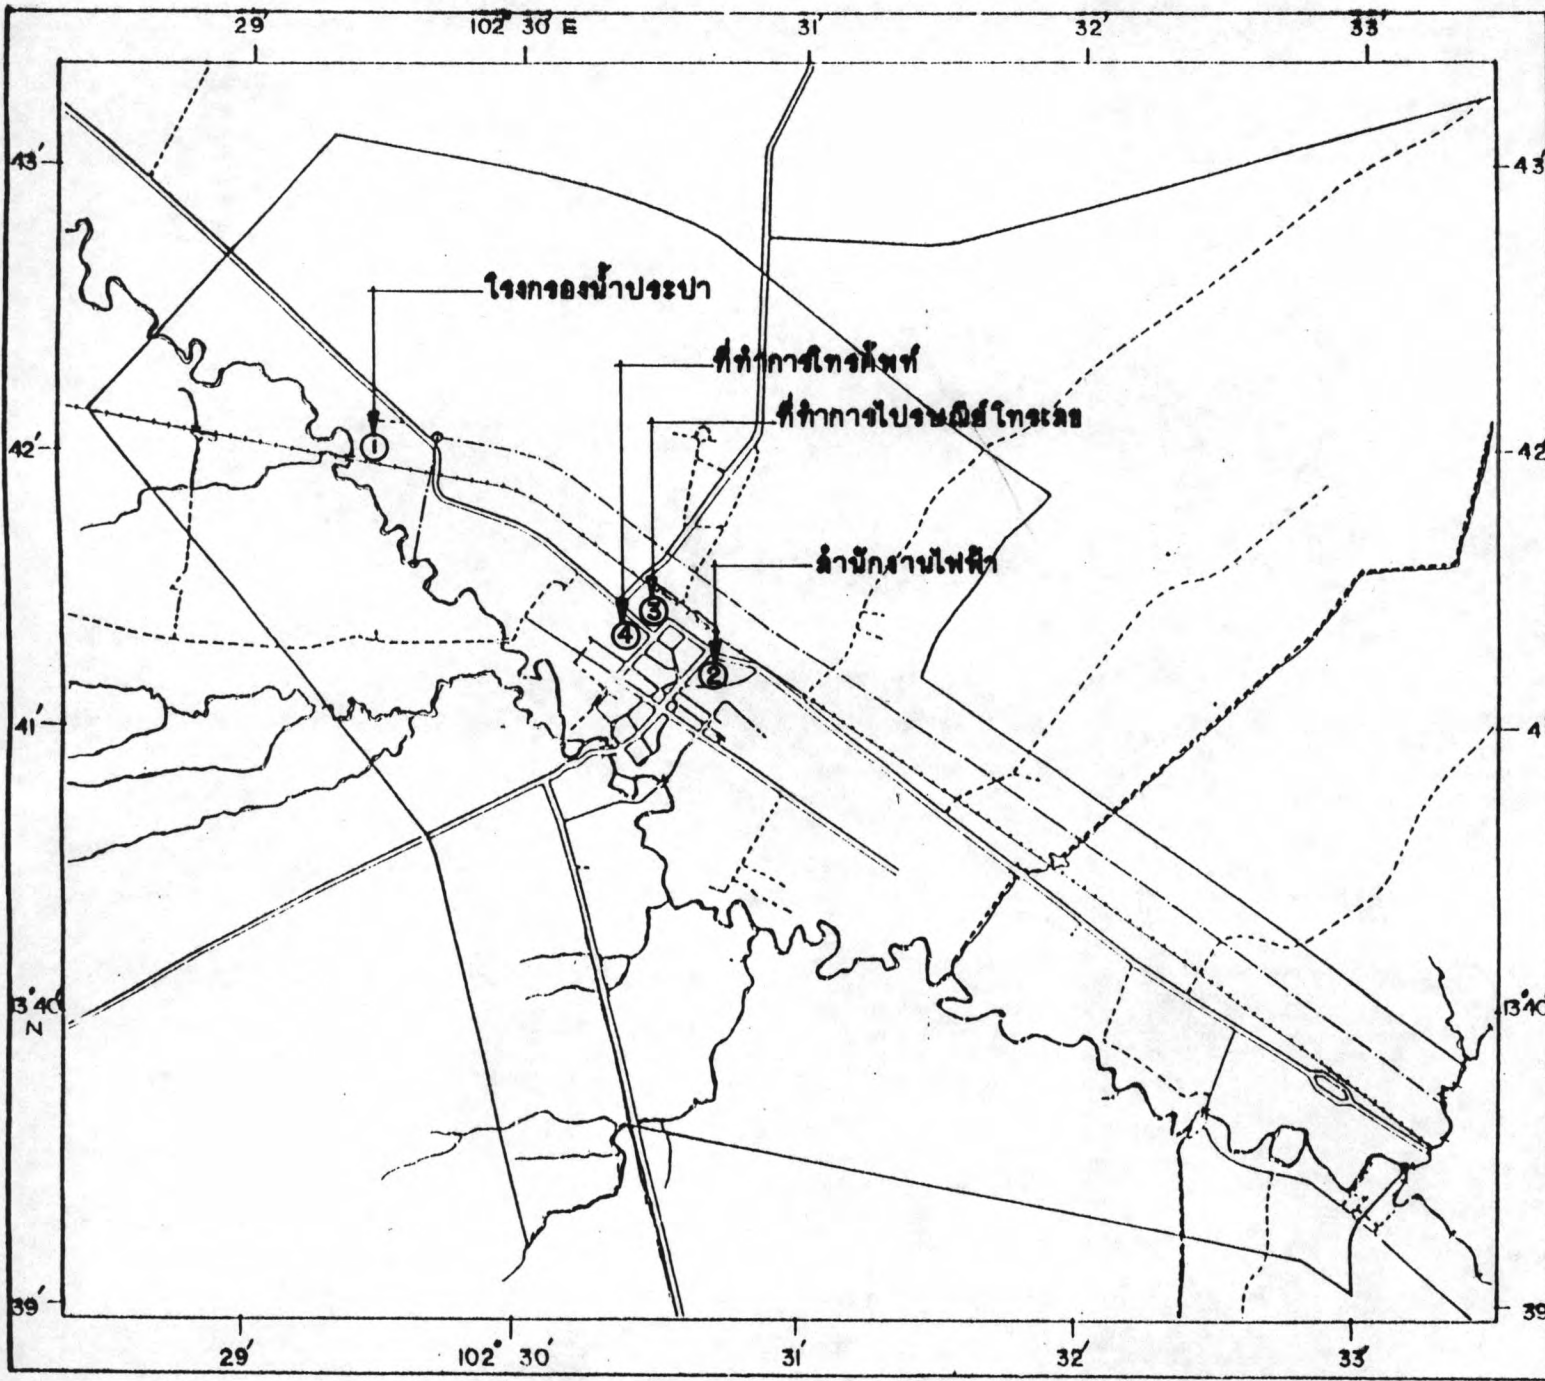 29′ 102° 30′ E 31′ 32′ 33′
43′ 43′
โรงกรองน้ำประปา
ที่ทำการโทรศัพท์
ที่ทำการไปรษณีย์โทรเลข
42′ 42′
1
สำนักงานไฟฟ้า
3
4
2
41′ 41′
13°40′ 13°40′
N
39′ 39′
29′ 102° 30′ 31′ 32′ 33′